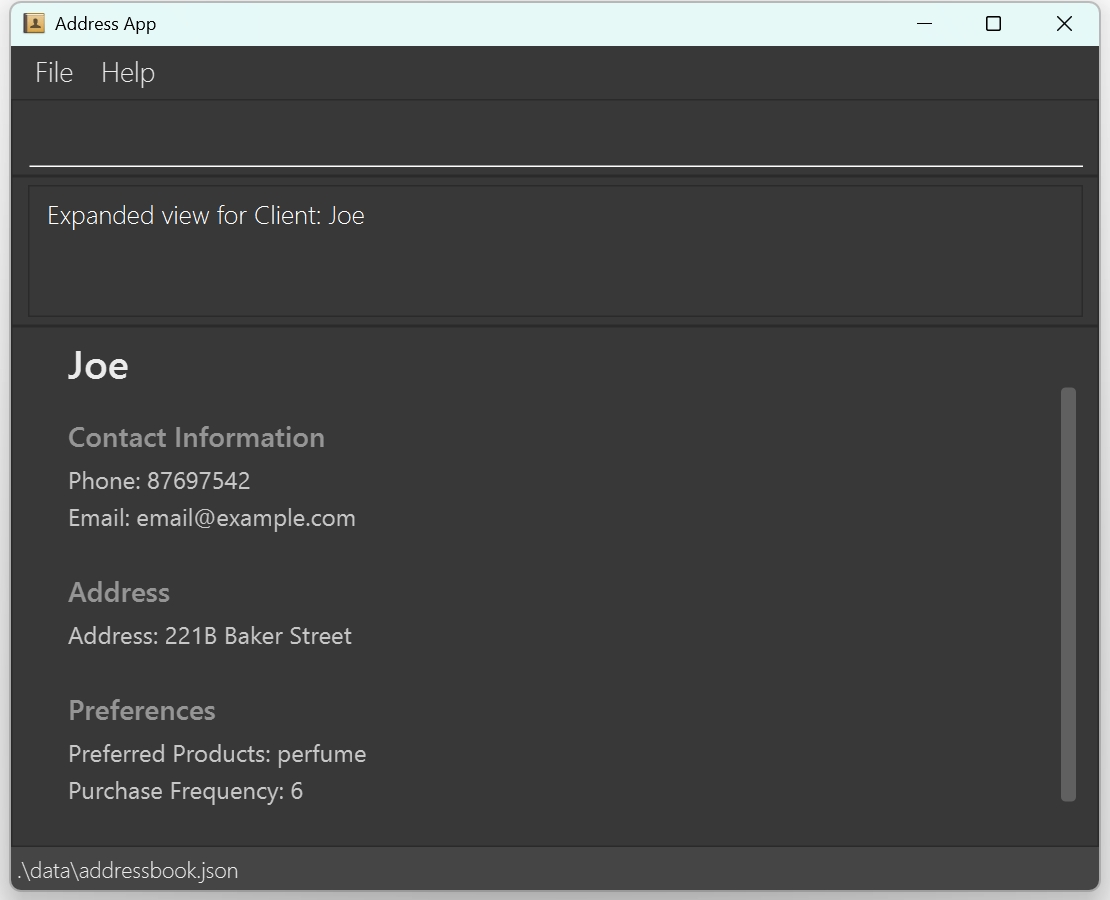 Address App
File Help
Expanded view for Client: Joe
Joe
Contact Information
Phone: 87697542
Email: email@example.com
Address
Address: 221B Baker Street
Preferences
Preferred Products: perfume
Purchase Frequency: 6
.\data\addressbook.json